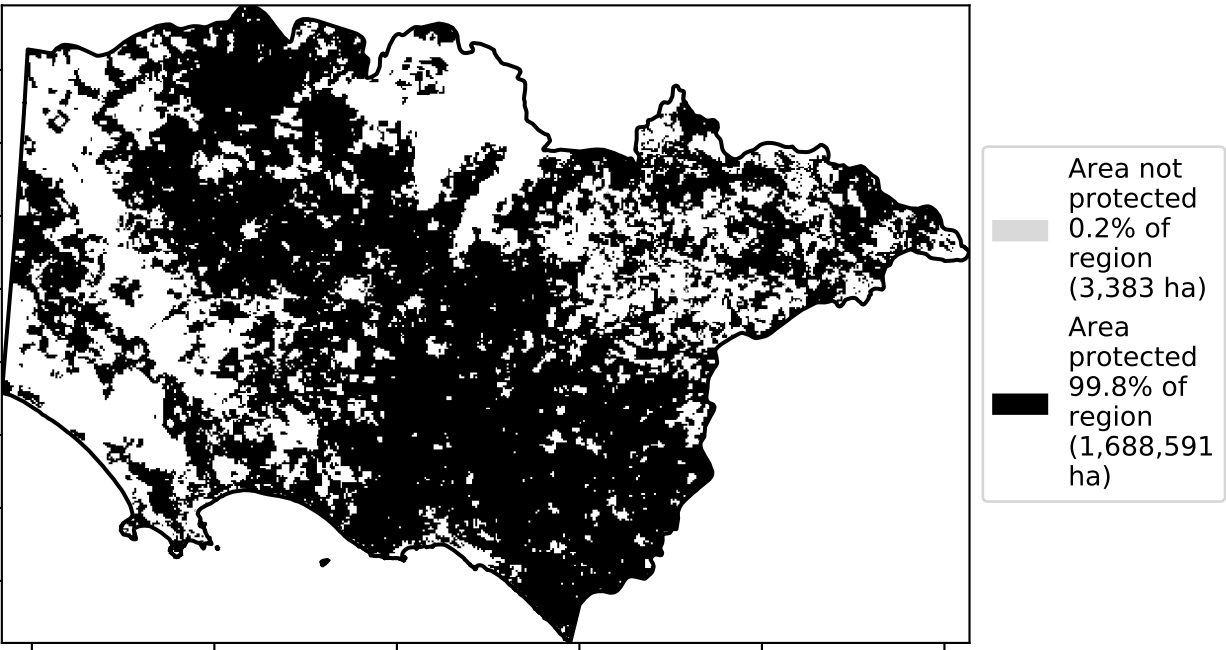 Area not
protected
0.2% of
region
(3,383 ha)
Area
protected
99.8% of
region
(1,688,591
ha)